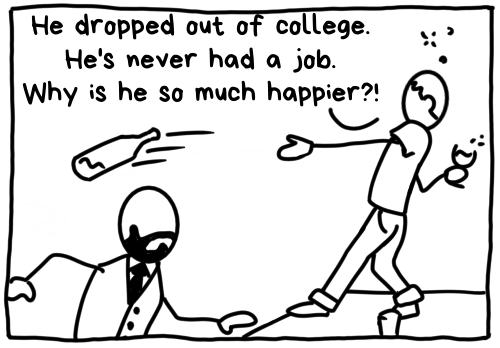 He dropped out of college.
He's never had a job.
Why is he so much happier?!